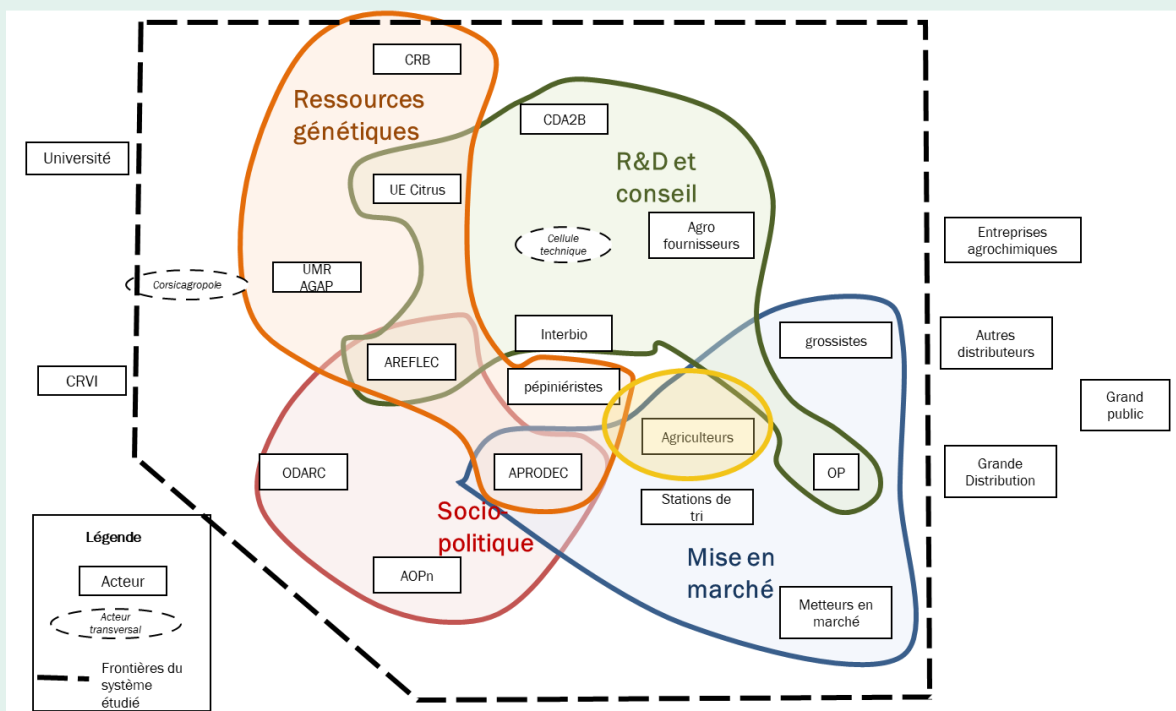 CRB
Ressources
génétiques
CDA2B
Université
R&D et
conseil
UE Citrus
Agro
fournisseurs
Cellule
technique
Entreprises
agrochimiques
UMR
AGAP
Corsicagropole
Interbio
grossistes
Autres
distributeurs
AREFLEC
CRVI
pépiniéristes
Grand
public
Agriculteurs
ODARC
APRODEC
OP
Grande
Distribution
Stations de
tri
Socio-
politique
Mise en
marché
AOPn
Metteurs en
marché
Légende
Acteur
Acteur
transversal
Frontières du
système
étudié